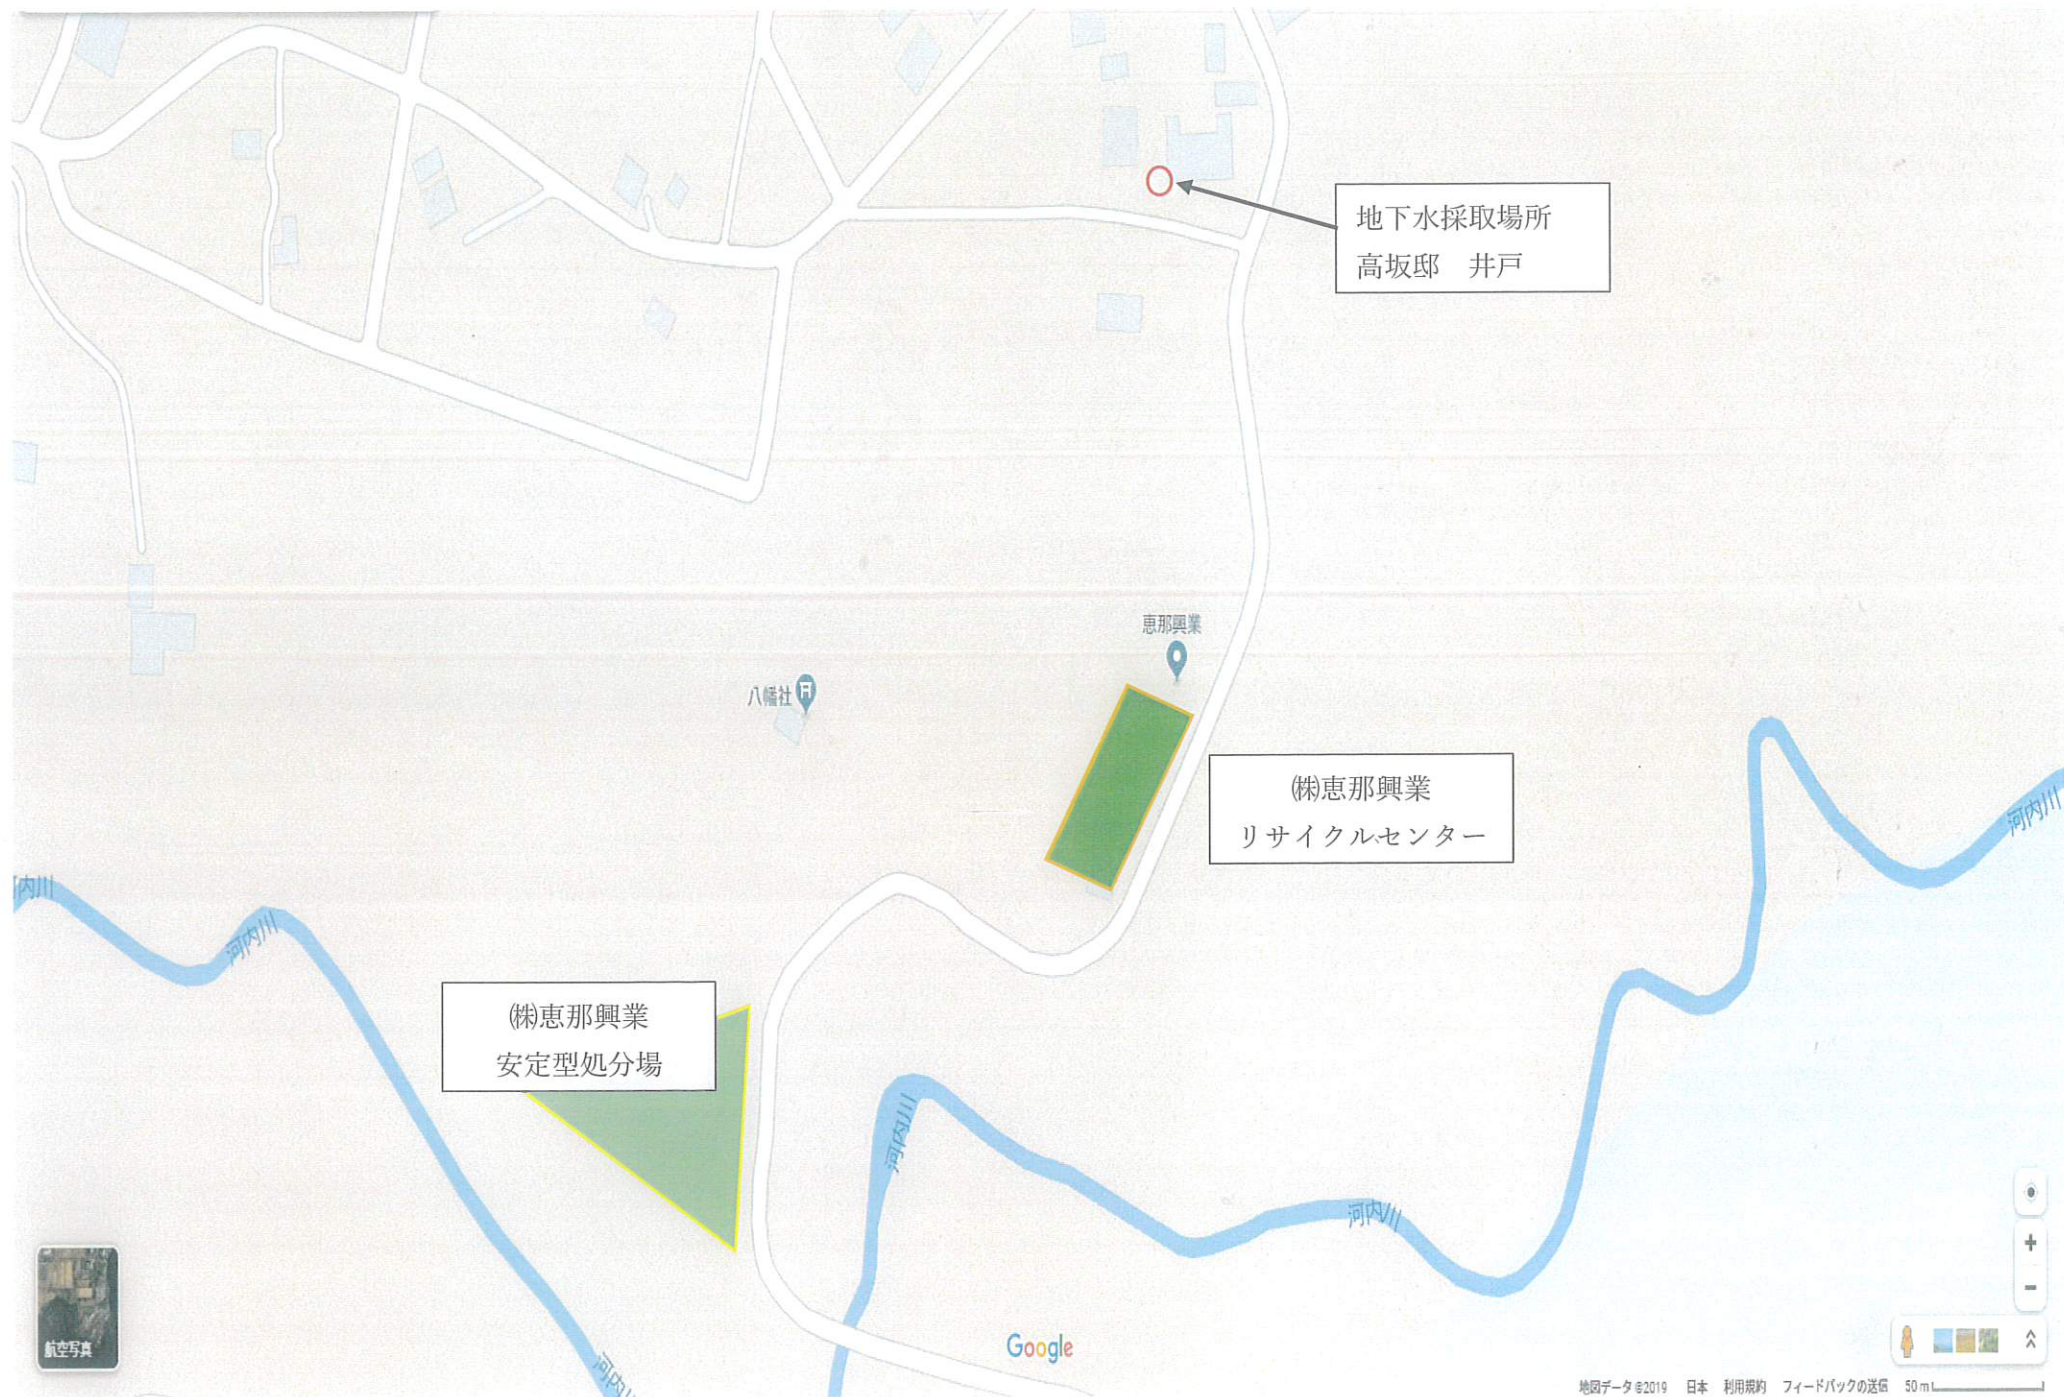 地下水採取場所
高坂邸　井戸
恵那興業
八幡社
㈱恵那興業
リサイクルセンター
河内川
内川
河内川
㈱恵那興業
安定型処分場
河内川
河内川
河内川
航空写真
Google
地図データ ©2019 日本 利用規約 フィードバックの送信 50 m